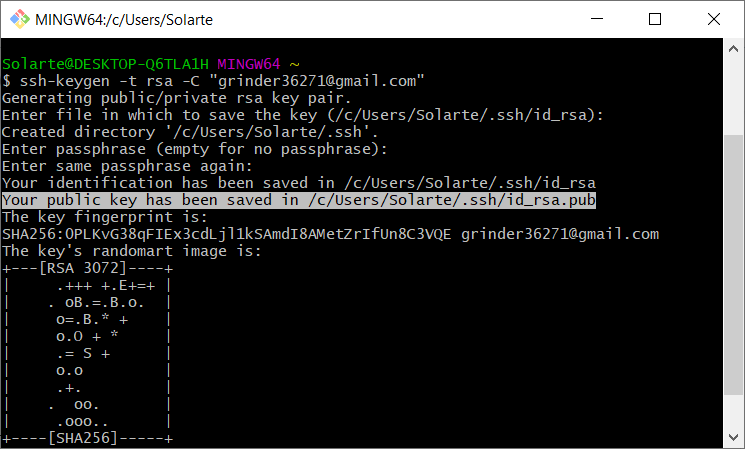 MINGW64:/c/Users/Solarte
Solarte@DESKTOP-Q6TLA1H MINGW64 ~
$ ssh-keygen -t rsa -C "grinder36271@gmail.com"
Generating public/private rsa key pair.
Enter file in which to save the key (/c/Users/Solarte/.ssh/id_rsa):
Created directory '/c/Users/Solarte/.ssh'.
Enter passphrase (empty for no passphrase):
Enter same passphrase again:
Your identification has been saved in /c/Users/Solarte/.ssh/id_rsa
Your public key has been saved in /c/Users/Solarte/.ssh/id_rsa.pub
The key fingerprint is:
SHA256:OPLKvG38qFIEx3cdLjl1kSAmdI8AMetZrIfUn8C3VQE grinder36271@gmail.com
The key's randomart image is:
+---[RSA 3072]----+
|     .+++ +.E+=+ |
|    . oB.=.B.o.  |
|     o=.B.* +    |
|     o.O + *     |
|     .= S +      |
|     o.o         |
|     .+.         |
|    .  oo.       |
|     .ooo..      |
+----[SHA256]-----+